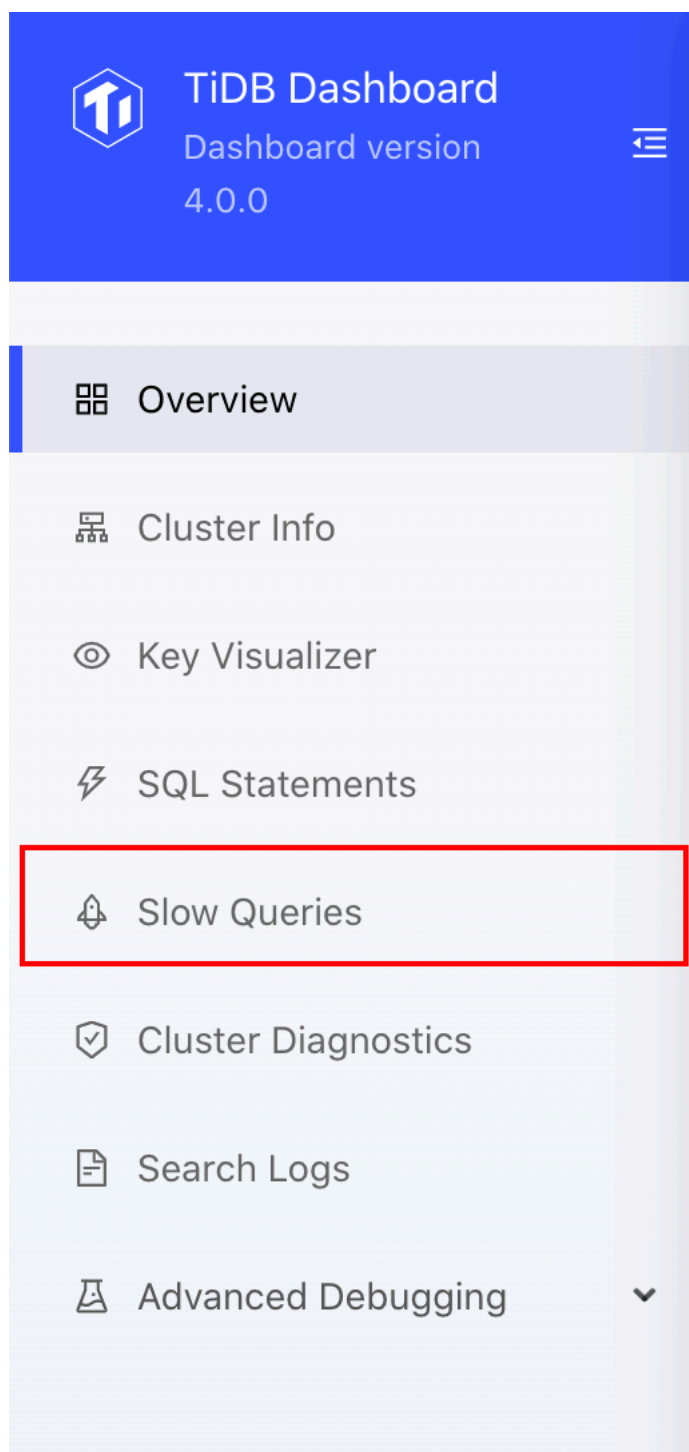 TiDB Dashboard
Dashboard version
4.0.0
Overview
Cluster Info
Key Visualizer
SQL Statements
Slow Queries
Cluster Diagnostics
Search Logs
Advanced Debugging